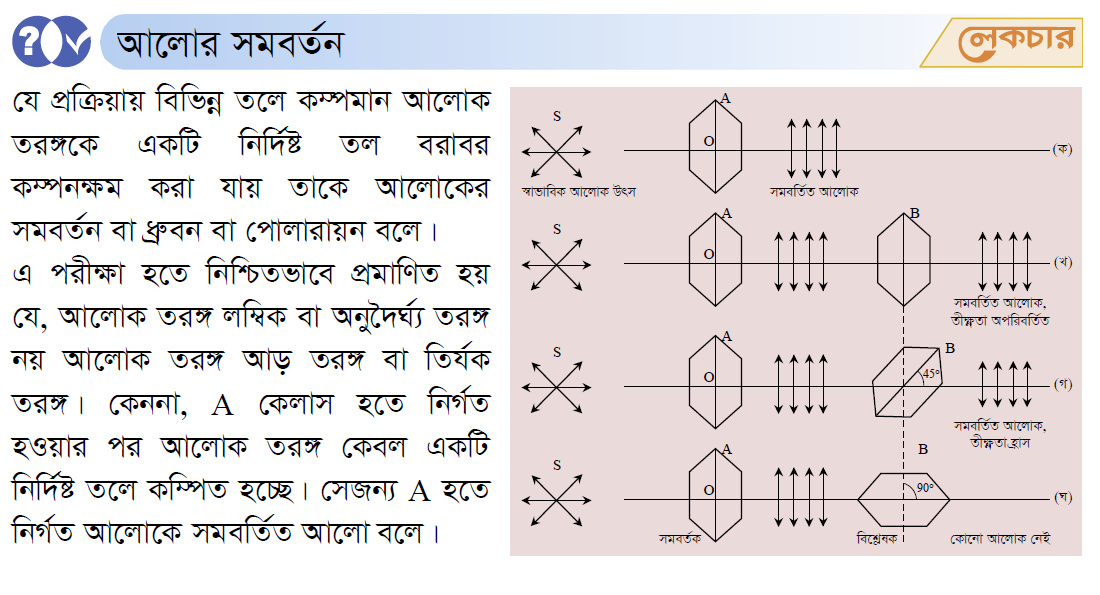 আলোর সমবর্তন
লেকচার
যে প্রক্রিয়ায় বিভিন্ন তলে কম্পমান আলোক
তরঙ্গকে একটি নির্দিষ্ট তল বরাবর
কম্পনক্ষম করা যায় তাকে আলোকের
সমবর্তন বা ধ্রুবন বা পোলারায়ন বলে।
এ পরীক্ষা হতে নিশ্চিতভাবে প্রমাণিত হয়
যে, আলোক তরঙ্গ লম্বিক বা অনুদৈর্ঘ্য তরঙ্গ
নয় আলোক তরঙ্গ আড় তরঙ্গ বা তির্যক
তরঙ্গ। কেননা, A কেলাস হতে নির্গত
হওয়ার পর আলোক তরঙ্গ কেবল একটি
নির্দিষ্ট তলে কম্পিত হচ্ছে। সেজন্য A হতে
নির্গত আলোকে সমবর্তিত আলো বলে।
S
A
O
(ক)
স্বাভাবিক আলোক উৎস
সমবর্তিত আলোক
S
A
O
B
(খ)
সমবর্তিত আলোক,
তীক্ষ্ণতা অপরিবর্তিত
S
A
O
B
45°
(গ)
সমবর্তিত আলোক,
তীক্ষ্ণতা হ্রাস
S
A
O
B
90°
(ঘ)
সমবর্তক
বিশ্লেষক
কোনো আলোক নেই